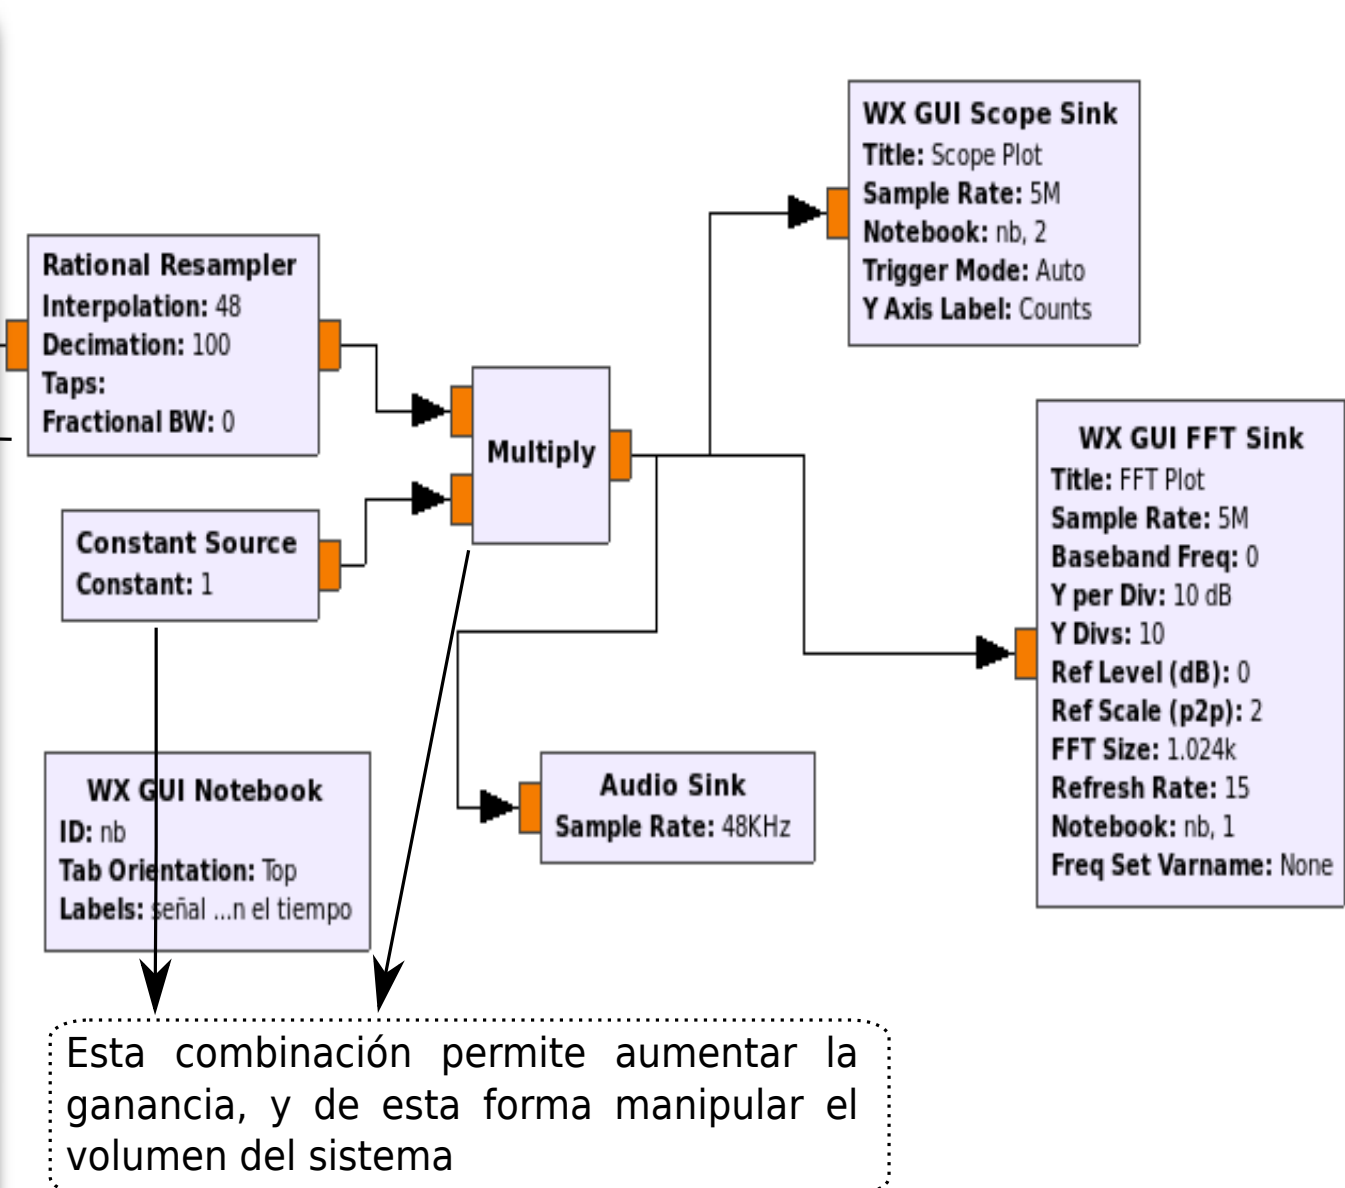 WX GUI Scope Sink
Title: Scope Plot
Sample Rate: 5M
Notebook: nb, 2
Trigger Mode: Auto
Y Axis Label: Counts
Rational Resampler
Interpolation: 48
Decimation: 100
Taps:
Fractional BW: 0
Multiply
Constant Source
Constant: 1
WX GUI FFT Sink
Title: FFT Plot
Sample Rate: 5M
Baseband Freq: 0
Y per Div: 10 dB
Y Divs: 10
Ref Level (dB): 0
Ref Scale (p2p): 2
FFT Size: 1.024k
Refresh Rate: 15
Notebook: nb, 1
Freq Set Varname: None
WX GUI Notebook
ID: nb
Tab Orientation: Top
Labels: señal ...n el tiempo
Audio Sink
Sample Rate: 48KHz
Esta combinación permite aumentar la
ganancia, y de esta forma manipular el
volumen del sistema